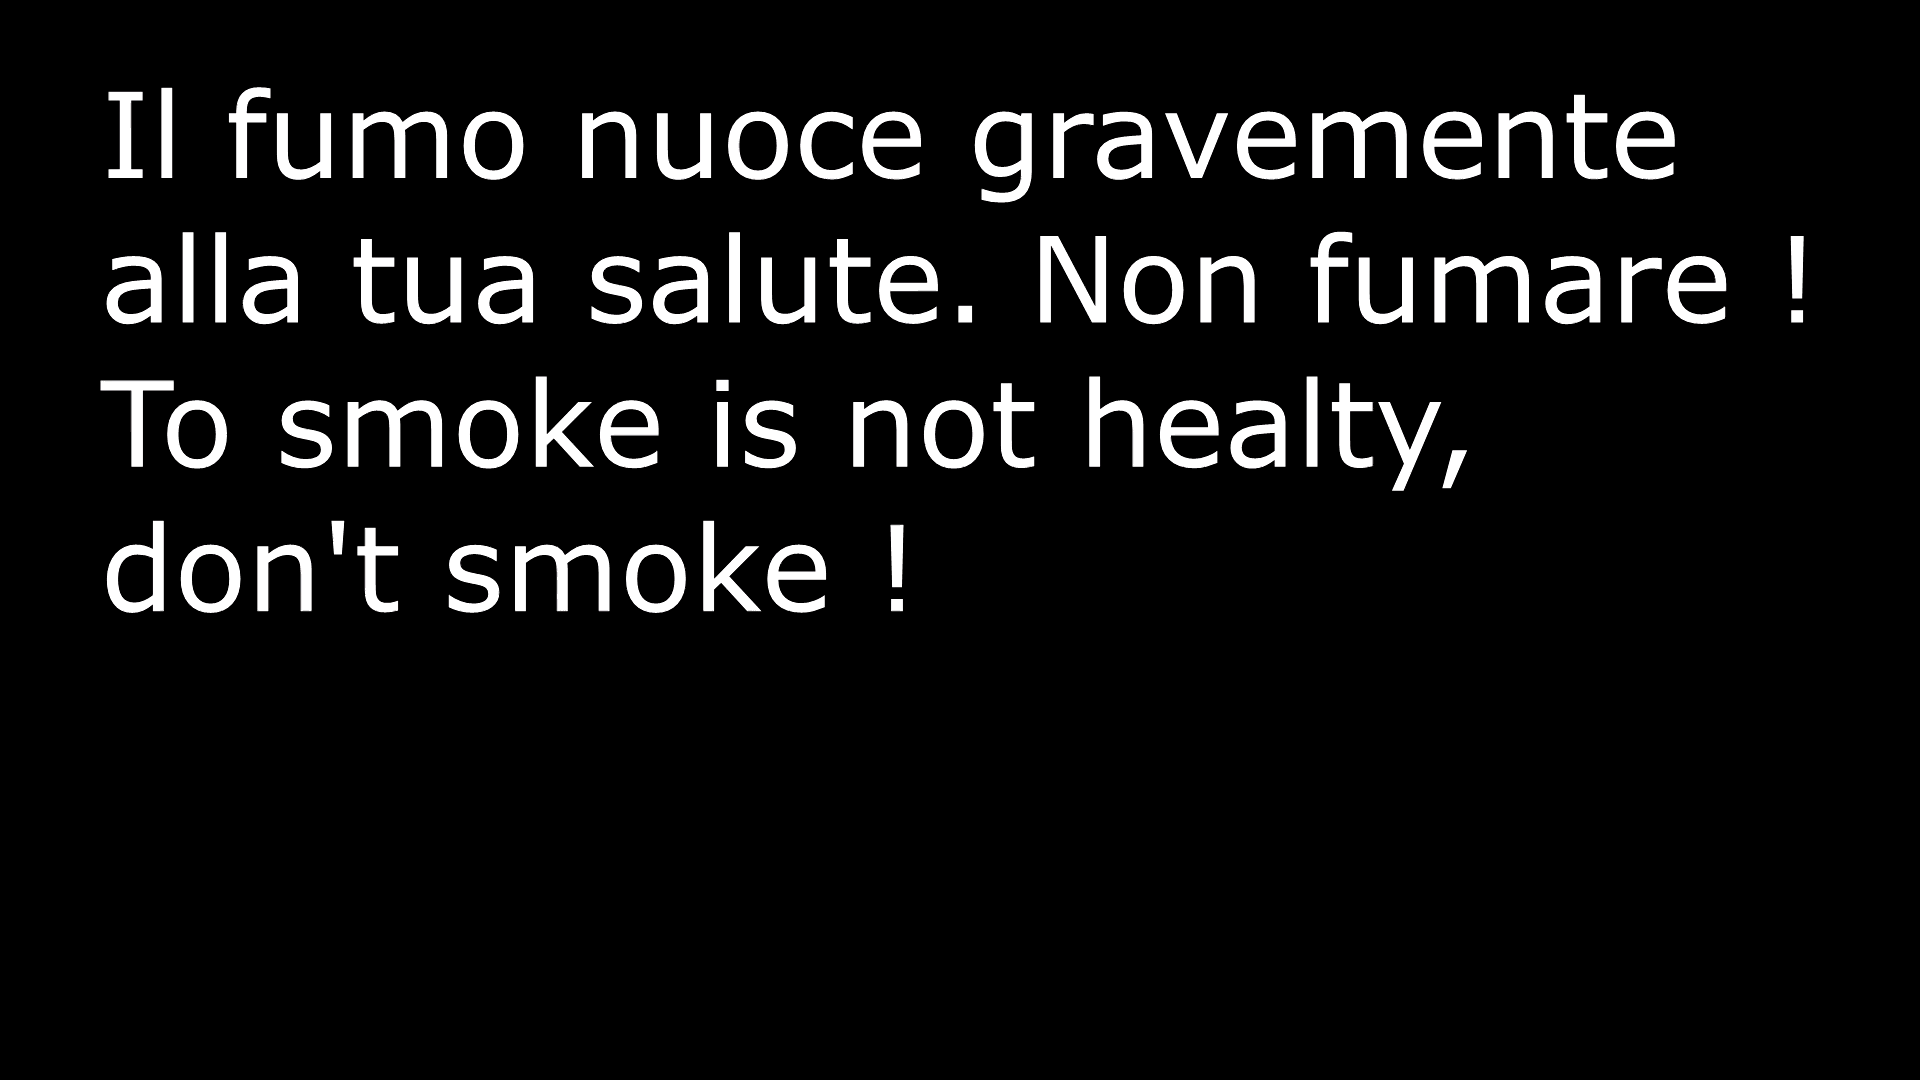 Il fumo nuoce gravemente
alla tua salute. Non fumare !
To smoke is not healty,
don't smoke !